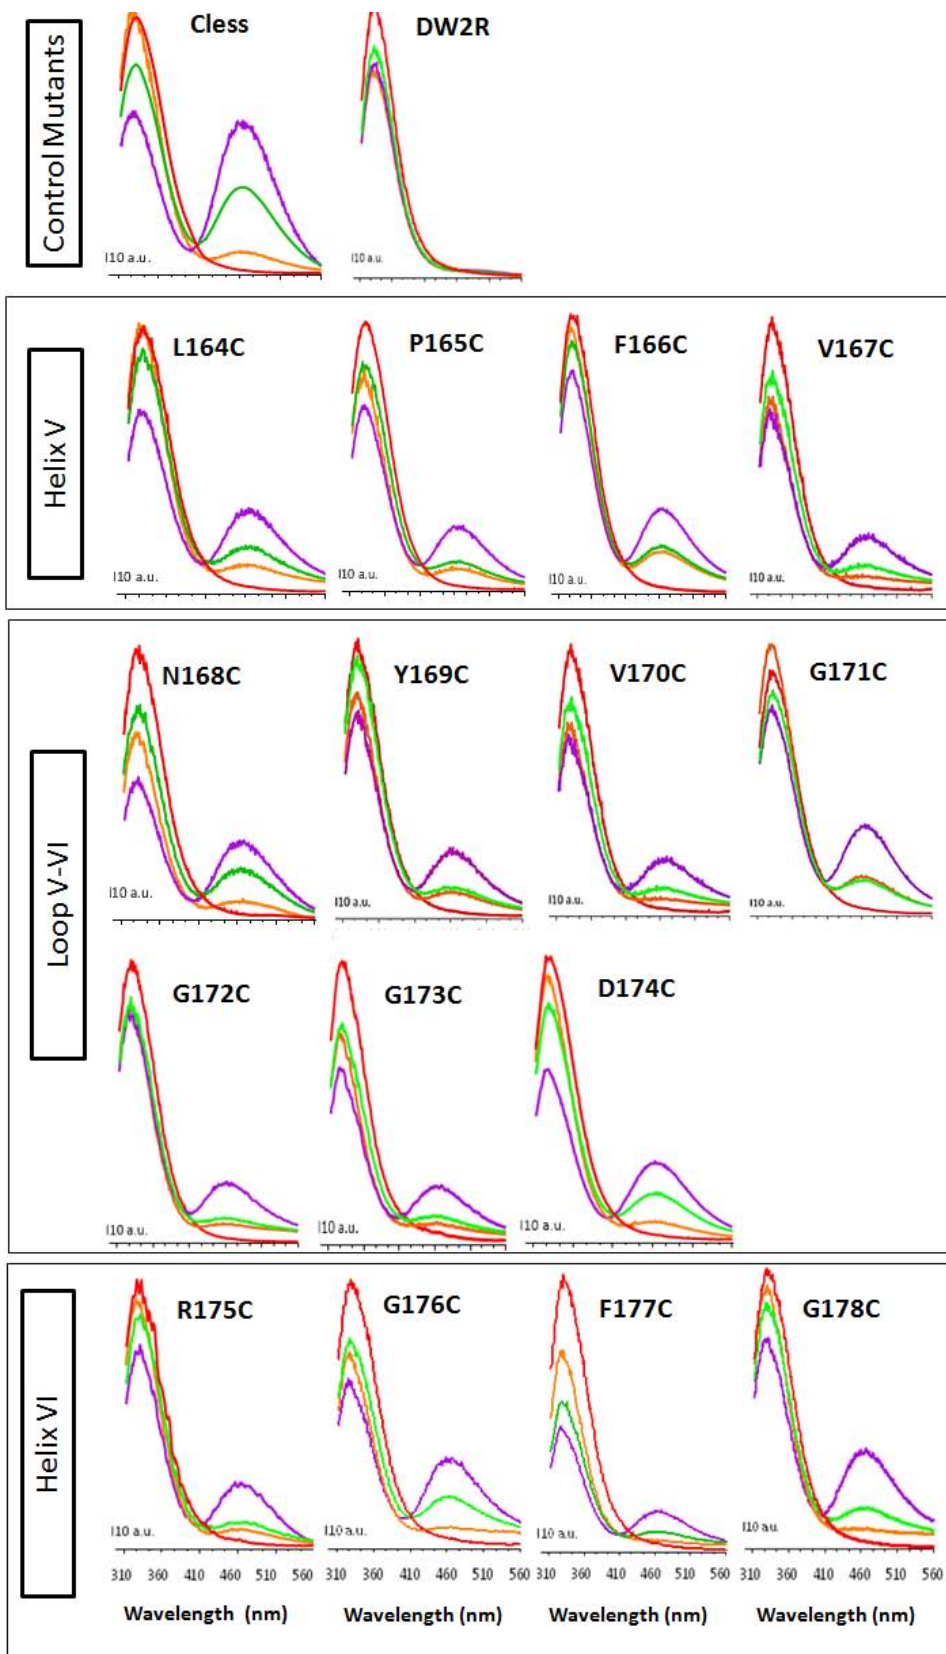 Control Mutants
Cless
DW2R
I10 a.u.
I10 a.u.
Helix V
L164C
P165C
F166C
V167C
I10 a.u.
I10 a.u.
I10 a.u.
I10 a.u.
Loop V-VI
N168C
Y169C
V170C
G171C
I10 a.u.
I10 a.u.
I10 a.u.
I10 a.u.
G172C
G173C
D174C
I10 a.u.
I10 a.u.
I10 a.u.
Helix VI
R175C
G176C
F177C
G178C
I10 a.u.
I10 a.u.
I10 a.u.
I10 a.u.
310 360 410 460 510 560
310 360 410 460 510 560
310 360 410 460 510 560
310 360 410 460 510 560
Wavelength (nm)
Wavelength (nm)
Wavelength (nm)
Wavelength (nm)